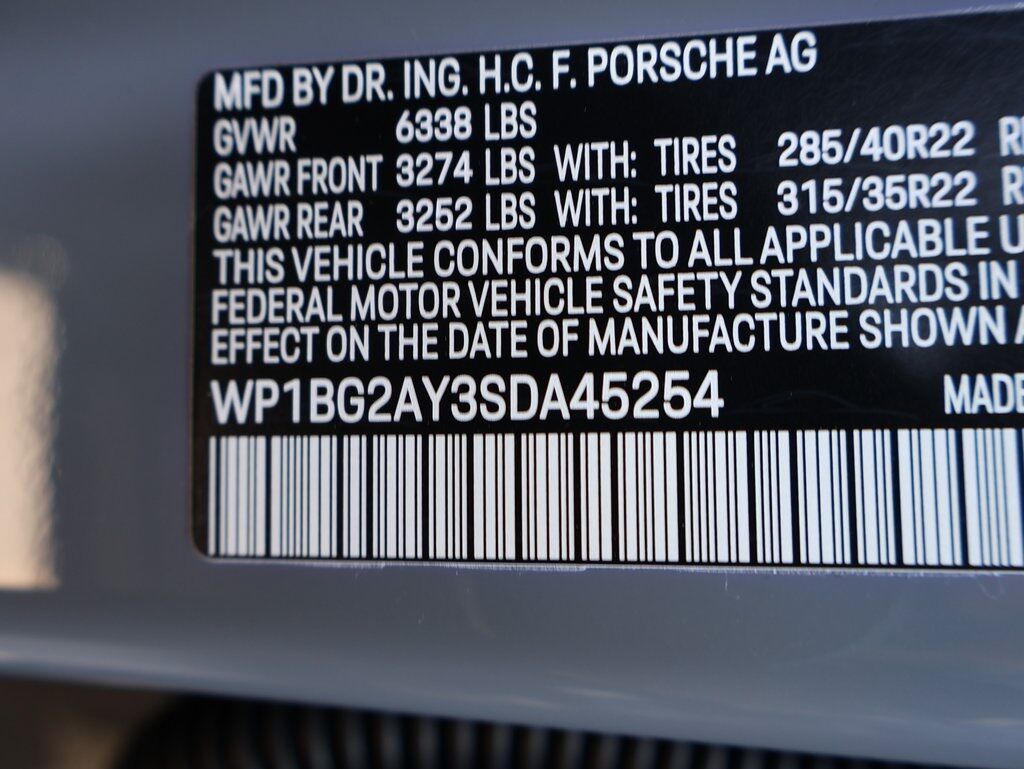 MFD BY DR. ING. H.C. F. PORSCHE AG
GVWR 6338 LBS
GAWR FRONT 3274 LBS WITH: TIRES 285/40R22
GAWR REAR 3252 LBS WITH: TIRES 315/35R22
THIS VEHICLE CONFORMS TO ALL APPLICABLE
FEDERAL MOTOR VEHICLE SAFETY STANDARDS IN
EFFECT ON THE DATE OF MANUFACTURE SHOWN
WP1BG2AY3SDA45254 MADE